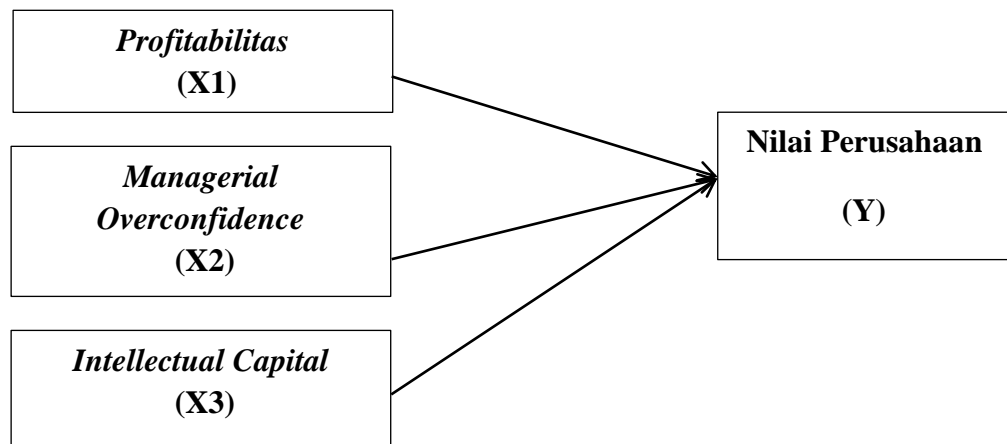 Profitabilitas
(X1)
Managerial
Overconfidence
(X2)
Intellectual Capital
(X3)
Nilai Perusahaan
(Y)